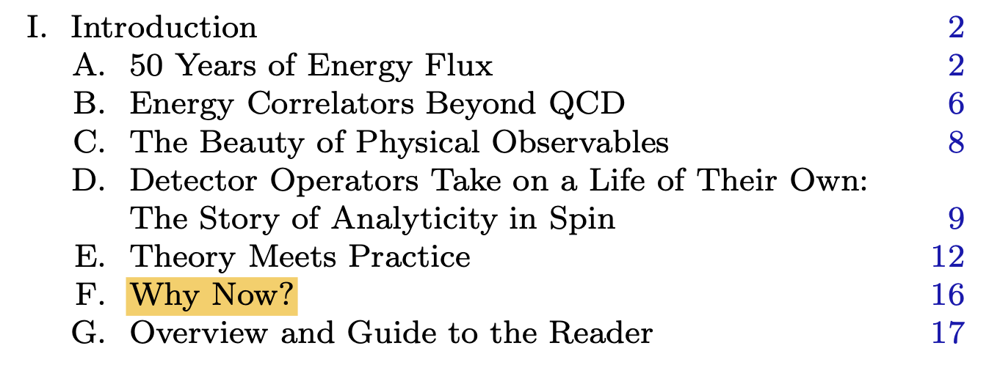 I. Introduction 2
A. 50 Years of Energy Flux 2
B. Energy Correlators Beyond QCD 6
C. The Beauty of Physical Observables 8
D. Detector Operators Take on a Life of Their Own:
The Story of Analyticity in Spin 9
E. Theory Meets Practice 12
F. Why Now? 16
G. Overview and Guide to the Reader 17